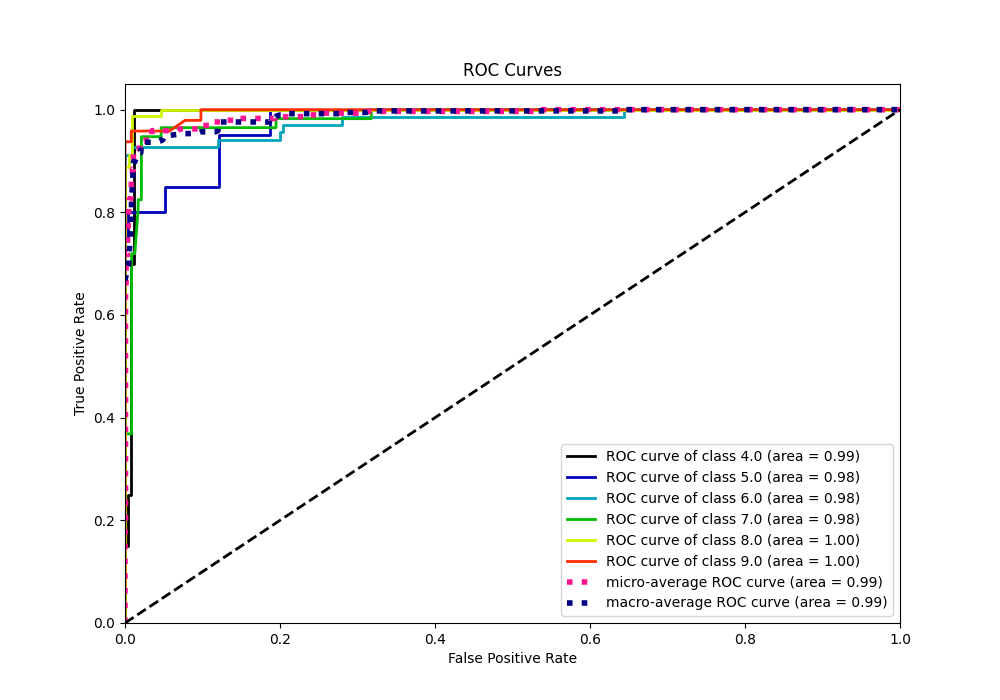 ROC Curves
1.0
0.8
0.6
0.4
0.2
0.0
True Positive Rate
0.0 0.2 0.4 0.6 0.8 1.0
False Positive Rate
ROC curve of class 4.0 (area = 0.99)
ROC curve of class 5.0 (area = 0.98)
ROC curve of class 6.0 (area = 0.98)
ROC curve of class 7.0 (area = 0.98)
ROC curve of class 8.0 (area = 1.00)
ROC curve of class 9.0 (area = 1.00)
micro-average ROC curve (area = 0.99)
macro-average ROC curve (area = 0.99)